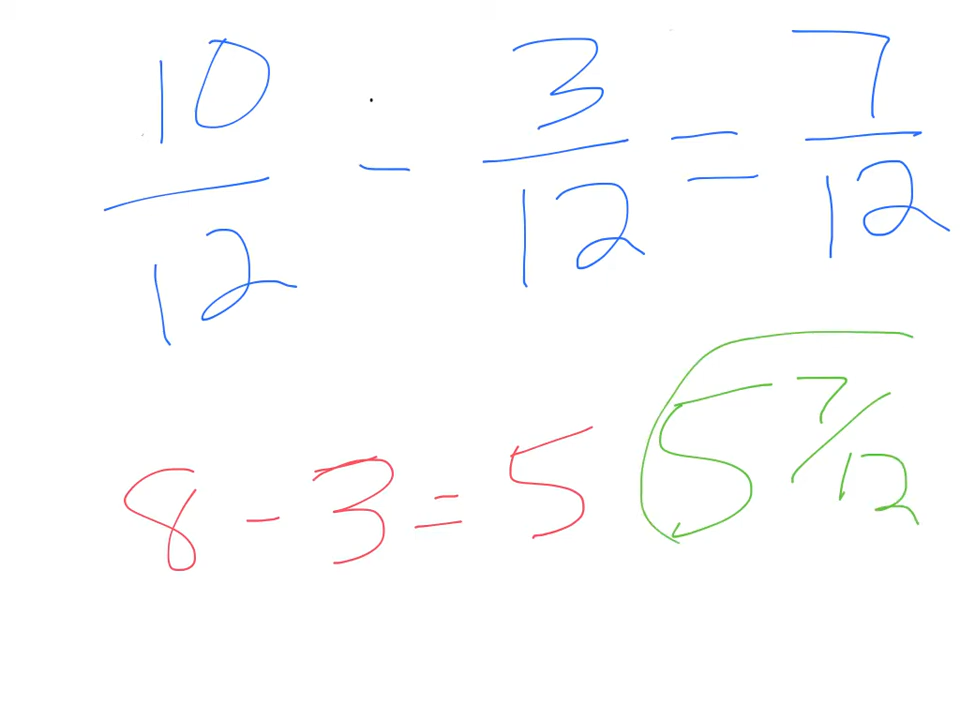 10/12 - 3/12 = 7/12
8 - 3 = 5
5 7/12